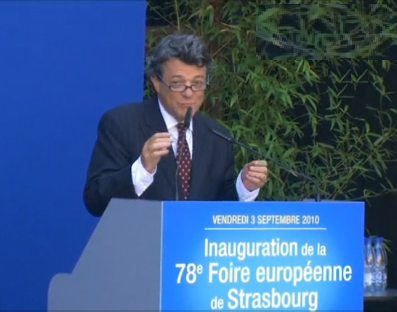 VENDREDI 3 SEPTEMBRE 2010
Inauguration de la
78e Foire européenne
de Strasbourg